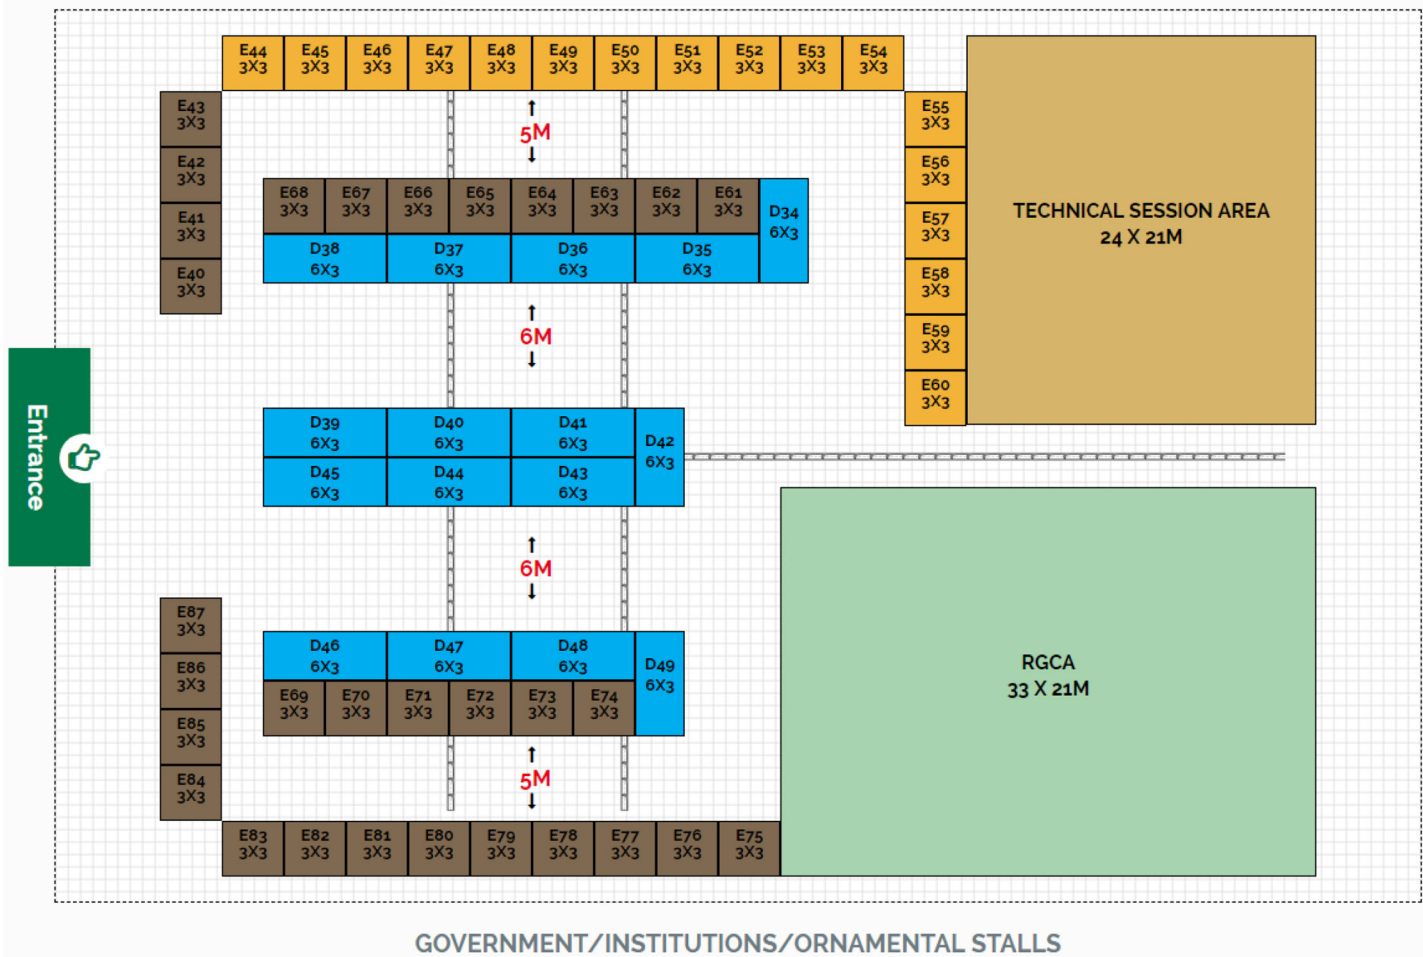 E44 E45 E46 E47 E48 E49 E50 E51 E52 E53 E54
3X3 3X3 3X3 3X3 3X3 3X3 3X3 3X3 3X3 3X3 3X3
E43
3X3
E42
3X3
E41
3X3
E40
3X3
5M
E55
3X3
E56
3X3
E57
3X3
E58
3X3
E59
3X3
E60
3X3
TECHNICAL SESSION AREA
24 X 21M
E68 E67 E66 E65 E64 E63 E62 E61
3X3 3X3 3X3 3X3 3X3 3X3 3X3 3X3
D34
6X3
D38 D37 D36 D35
6X3 6X3 6X3 6X3
6M
Entrance
D39 D40 D41
6X3 6X3 6X3
D42
6X3
D45 D44 D43
6X3 6X3 6X3
6M
E87
3X3
E86
3X3
E85
3X3
E84
3X3
D46 D47 D48
6X3 6X3 6X3
D49
6X3
E69 E70 E71 E72 E73 E74
3X3 3X3 3X3 3X3 3X3 3X3
RGCA
33 X 21M
5M
E83 E82 E81 E80 E79 E78 E77 E76 E75
3X3 3X3 3X3 3X3 3X3 3X3 3X3 3X3 3X3
GOVERNMENT/INSTITUTIONS/ORNAMENTAL STALLS